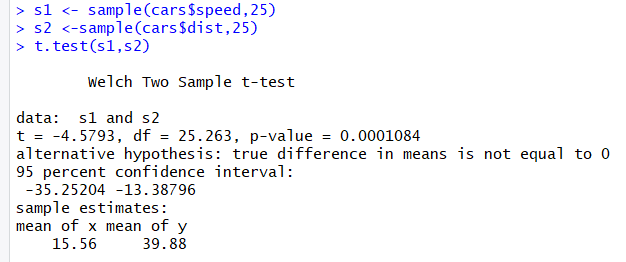 > s1 <- sample(cars$speed,25)
> s2 <-sample(cars$dist,25)
> t.test(s1,s2)
Welch Two Sample t-test
data:  s1 and s2
t = -4.5793, df = 25.263, p-value = 0.0001084
alternative hypothesis: true difference in means is not equal to 0
95 percent confidence interval:
-35.25204 -13.38796
sample estimates:
mean of x mean of y
15.56     39.88